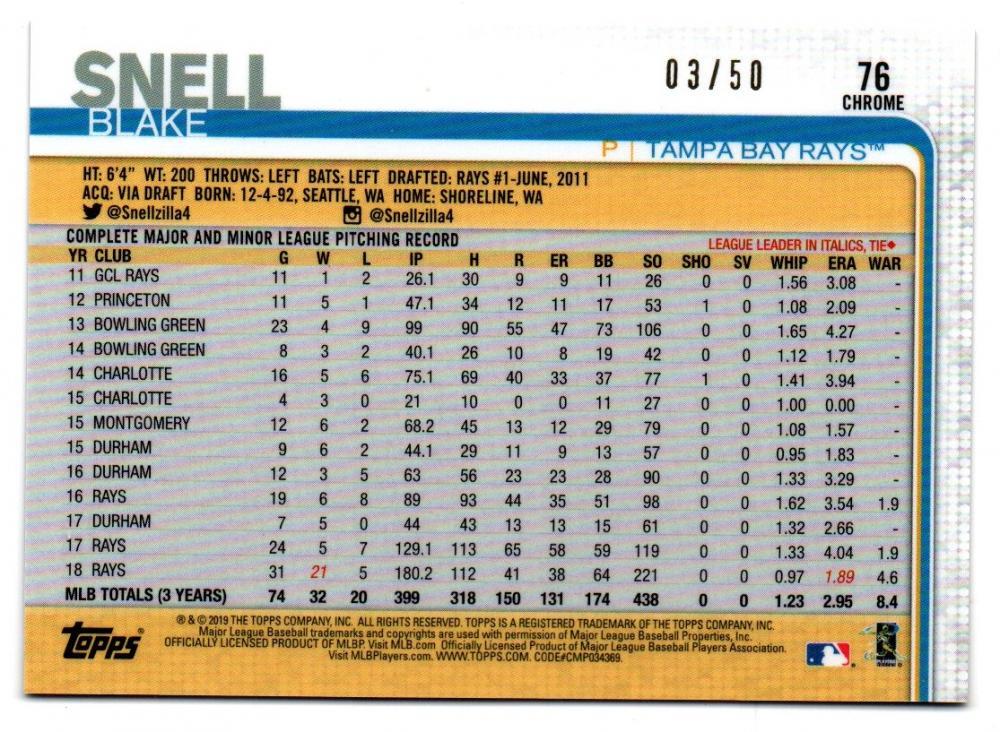 SNELL
BLAKE
03/50
76
CHROME
P | TAMPA BAY RAYS™
HT: 6'4" WT: 200 THROWS: LEFT BATS: LEFT DRAFTED: RAYS #1-JUNE, 2011
ACQ: VIA DRAFT BORN: 12-4-92, SEATTLE, WA HOME: SHORELINE, WA
@Snellzilla4 @Snellzilla4
COMPLETE MAJOR AND MINOR LEAGUE PITCHING RECORD LEAGUE LEADER IN ITALICS, TIE♦
YR CLUB G W L IP H R ER BB SO SHO SV WHIP ERA WAR
11 GCL RAYS 11 1 2 26.1 30 9 9 11 26 0 0 1.56 3.08 -
12 PRINCETON 11 5 1 47.1 34 12 11 17 53 1 0 1.08 2.09 -
13 BOWLING GREEN 23 4 9 99 90 55 47 73 106 0 0 1.65 4.27 -
14 BOWLING GREEN 8 3 2 40.1 26 10 8 19 42 0 0 1.12 1.79 -
14 CHARLOTTE 16 5 6 75.1 69 40 33 37 77 1 0 1.41 3.94 -
15 CHARLOTTE 4 3 0 21 10 0 0 11 27 0 0 1.00 0.00 -
15 MONTGOMERY 12 6 2 68.2 45 13 12 29 79 0 0 1.08 1.57 -
15 DURHAM 9 6 2 44.1 29 11 9 13 57 0 0 0.95 1.83 -
16 DURHAM 12 3 5 63 56 23 23 28 90 0 0 1.33 3.29 -
16 RAYS 19 6 8 89 93 44 35 51 98 0 0 1.62 3.54 1.9
17 DURHAM 7 5 0 44 43 13 13 15 61 0 0 1.32 2.66 -
17 RAYS 24 5 7 129.1 113 65 58 59 119 0 0 1.33 4.04 1.9
18 RAYS 31 21 5 180.2 112 41 38 64 221 0 0 0.97 1.89 4.6
MLB TOTALS (3 YEARS) 74 32 20 399 318 150 131 174 438 0 0 1.23 2.95 8.4
topps
® & © 2019 THE TOPPS COMPANY, INC. ALL RIGHTS RESERVED. TOPPS IS A REGISTERED TRADEMARK OF THE TOPPS COMPANY, INC.
Major League Baseball trademarks and copyrights are used with permission of Major League Baseball Properties, Inc.
OFFICIALLY LICENSED PRODUCT OF MLBP. Visit MLB.com Officially Licensed Product of Major League Baseball Players Association.
Visit MLBPlayers.com. WWW.TOPPS.COM. CODE#CMP034369.